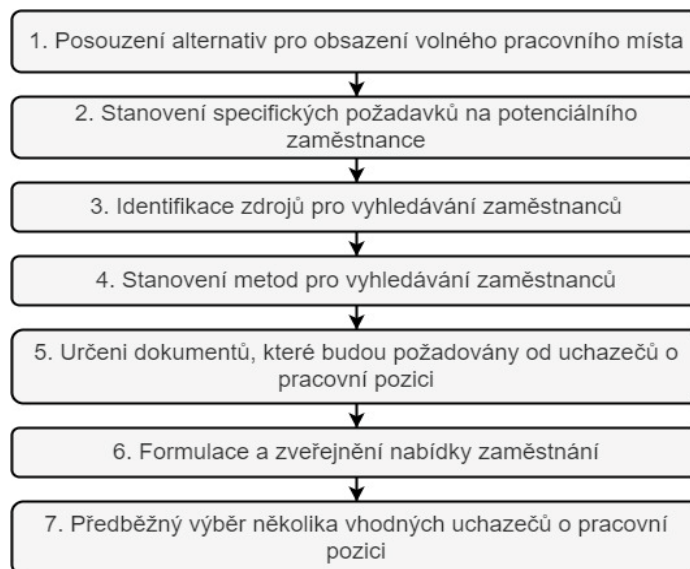 1. Posouzení alternativ pro obsazení volného pracovního místa
2. Stanovení specifických požadavků na potenciálního
zaměstnance
3. Identifikace zdrojů pro vyhledávání zaměstnanců
4. Stanovení metod pro vyhledávání zaměstnanců
5. Určeni dokumentů, které budou požadovány od uchazečů o
pracovní pozici
6. Formulace a zveřejnění nabídky zaměstnání
7. Předběžný výběr několika vhodných uchazečů o pracovní
pozici